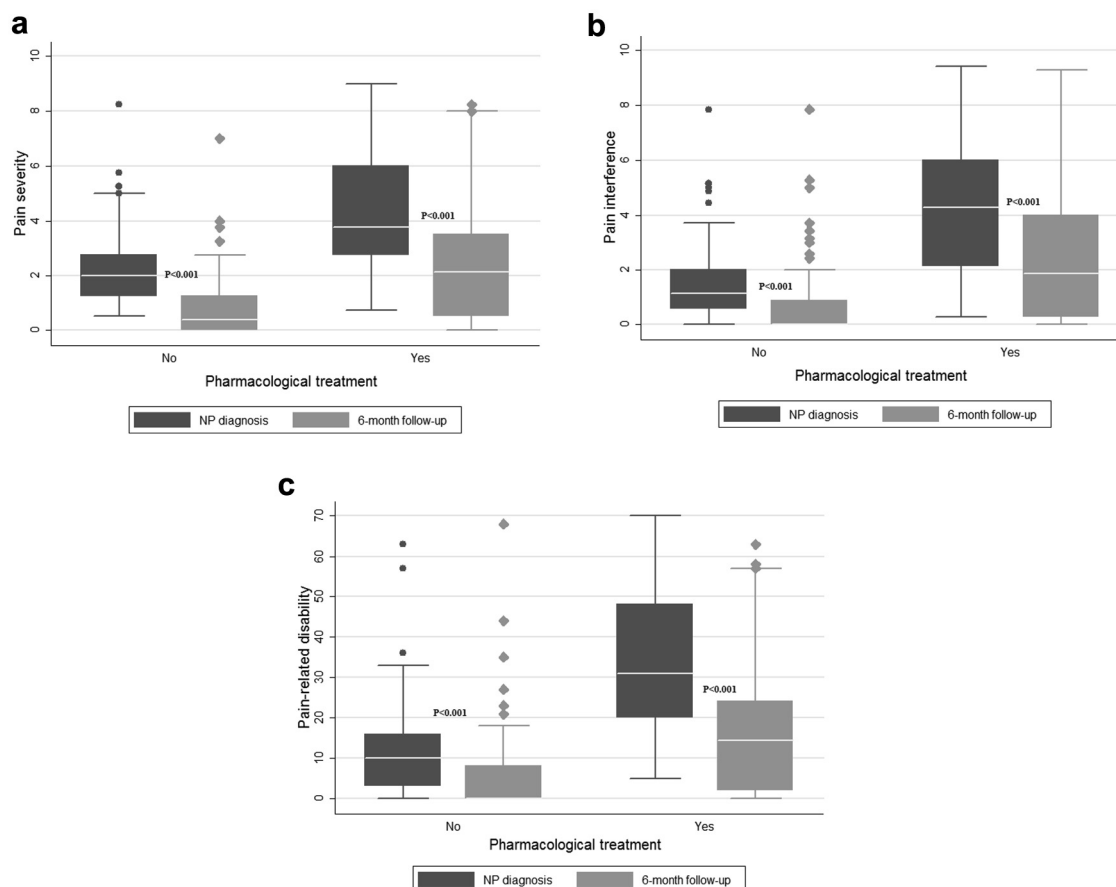 a
Pain severity
10
8
6
4
2
0
P<0.001
P<0.001
No
Yes
Pharmacological treatment
NP diagnosis
6-month follow-up
b
Pain interference
10
8
6
4
2
0
P<0.001
P<0.001
No
Yes
Pharmacological treatment
NP diagnosis
6-month follow-up
c
Pain-related disability
70
60
50
40
30
20
10
0
P<0.001
P<0.001
No
Yes
Pharmacological treatment
NP diagnosis
6-month follow-up